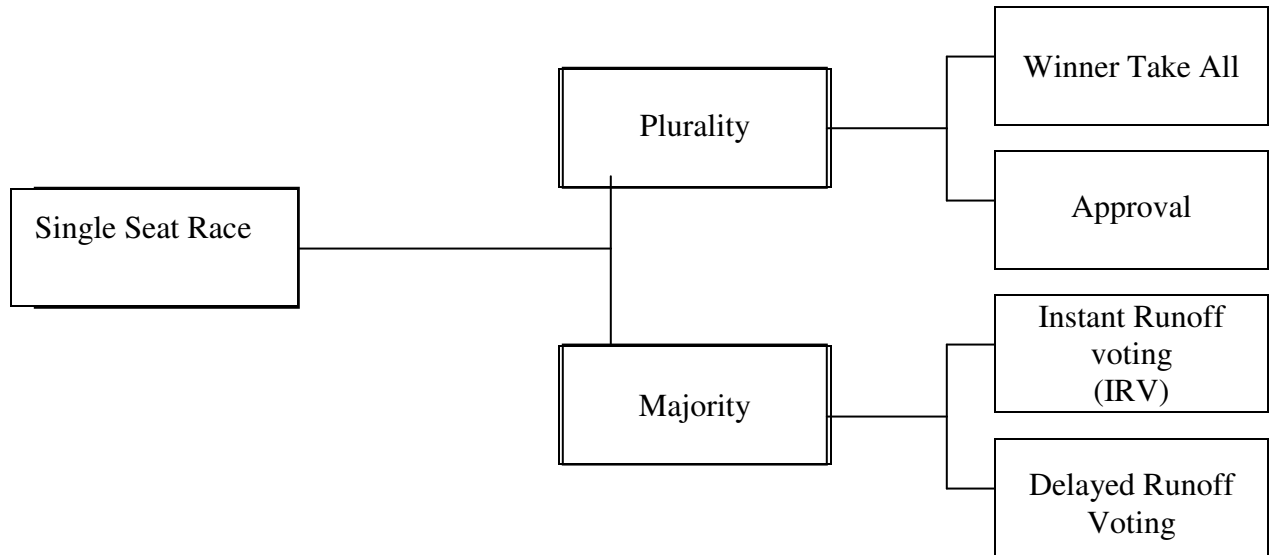 Single Seat Race
Plurality
Winner Take All
Approval
Majority
Instant Runoff
voting
(IRV)
Delayed Runoff
Voting